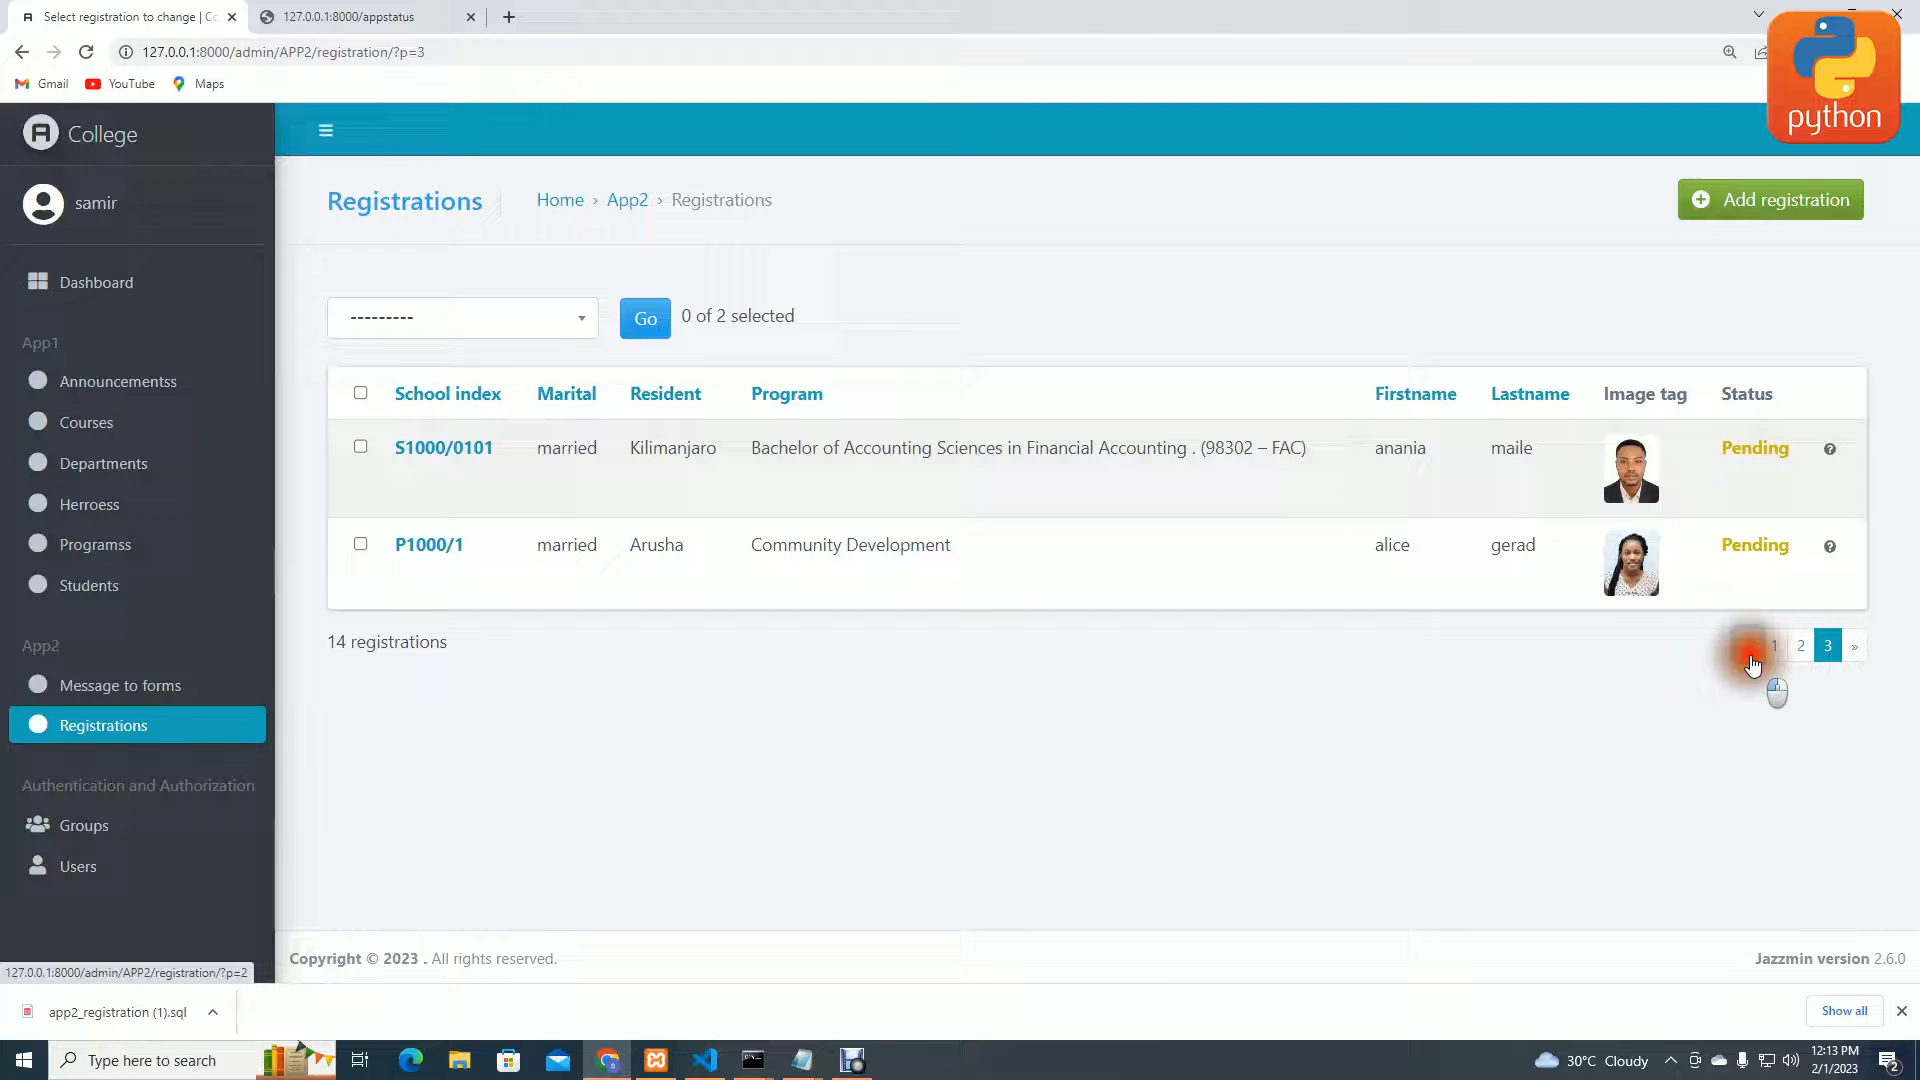 Select registration to change | Co
127.0.0.1:8000/appstatus
127.0.0.1:8000/admin/APP2/registration/?p=3
Gmail
YouTube
Maps
python
College
samir
Registrations
Home › App2 › Registrations
Add registration
Dashboard
---------
Go
0 of 2 selected
App1
Announcementss
Courses
Departments
Herroess
Programss
Students
School index Marital Resident Program Firstname Lastname Image tag Status
S1000/0101 married Kilimanjaro Bachelor of Accounting Sciences in Financial Accounting . (98302 – FAC) anania maile Pending
P1000/1 married Arusha Community Development alice gerad Pending
14 registrations
1 2 3 »
App2
Message to forms
Registrations
Authentication and Authorization
Groups
Users
Copyright © 2023 . All rights reserved.
Jazzmin version 2.6.0
127.0.0.1:8000/admin/APP2/registration/?p=2
app2_registration (1).sql
Show all
Type here to search
30°C Cloudy
12:13 PM
2/1/2023
2